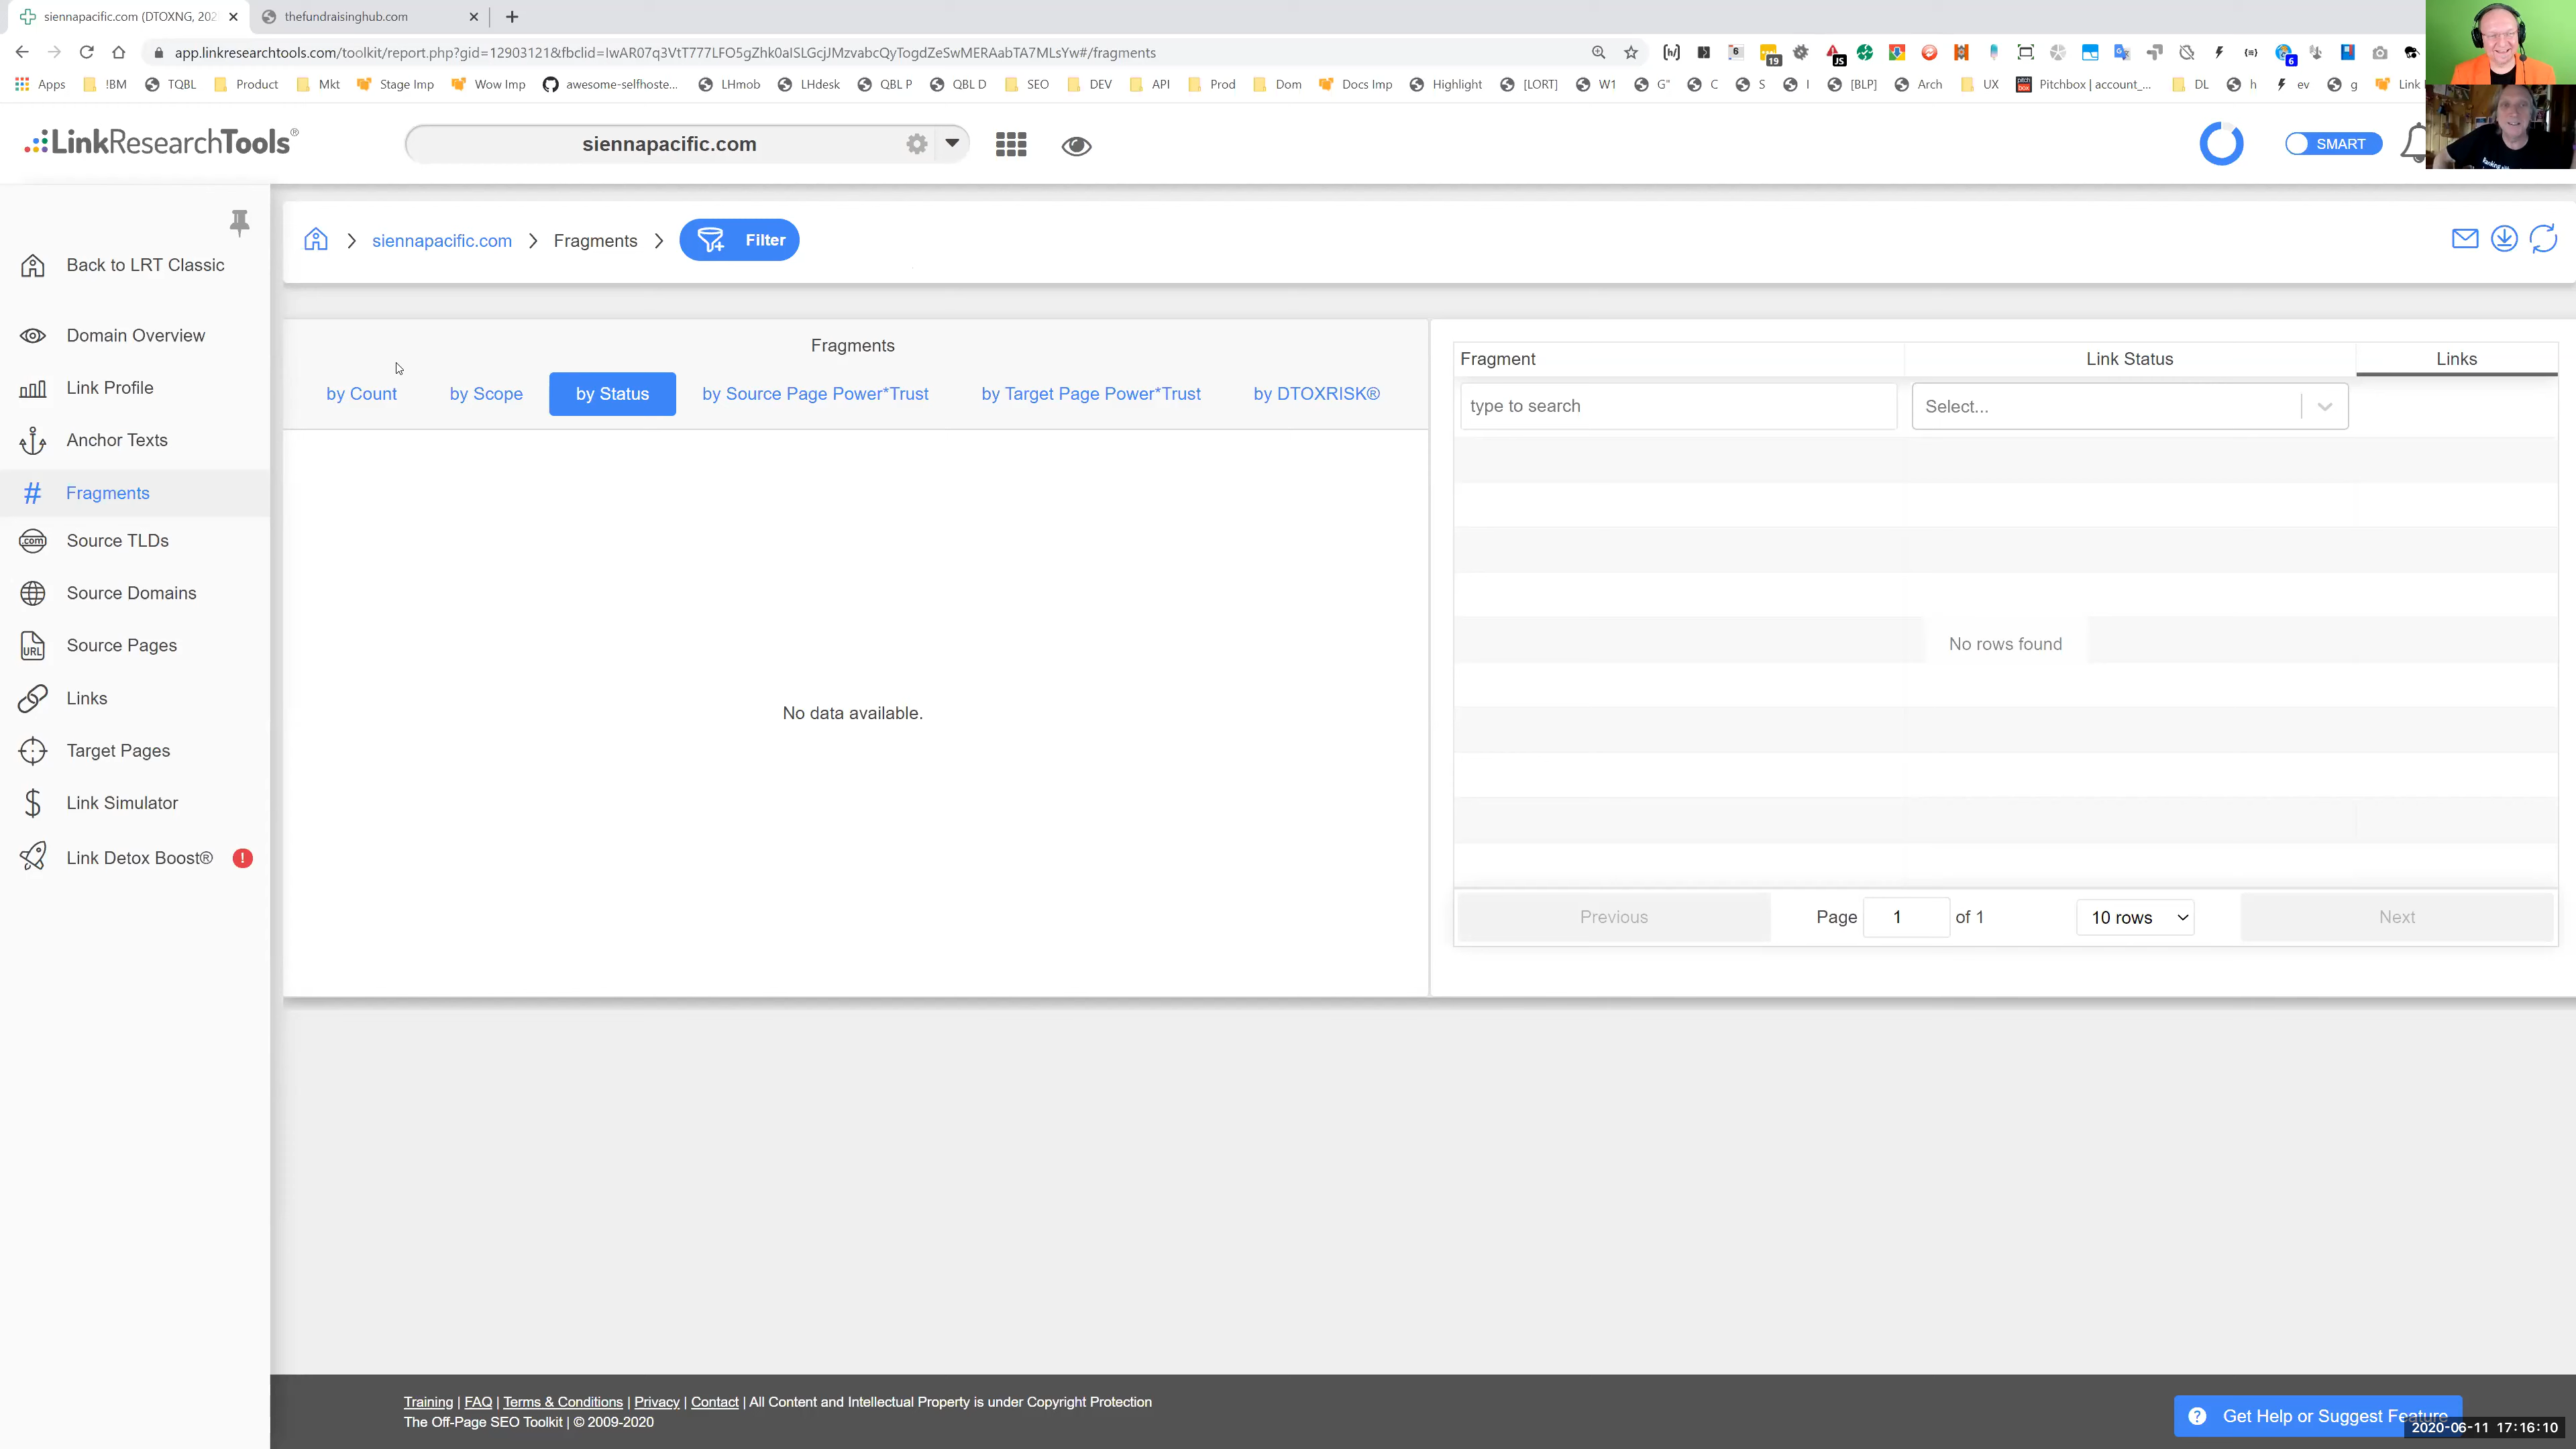 siennapacific.com (DTOXNG, 202
thefundraisinghub.com
app.linkresearchtools.com/toolkit/report.php?gid=12903121&fbclid=IwAR07q3VtT777LFO5gZhk0aISLGcjJMzvabcQyTogdZeSwMERAabTA7MLsYw#/fragments
Apps !BM TQBL Product Mkt Stage Imp Wow Imp awesome-selfhoste... LHmob LHdesk QBL P QBL D SEO DEV API Prod Dom Docs Imp Highlight [LORT] W1 G" C S I [BLP] Arch UX Pitchbox | account_... DL h ev g Link
LinkResearchTools®
siennapacific.com
SMART
siennapacific.com
Fragments
Filter
Back to LRT Classic
Domain Overview
Link Profile
Anchor Texts
Fragments
Source TLDs
Source Domains
Source Pages
Links
Target Pages
Link Simulator
Link Detox Boost®
Fragments
by Count
by Scope
by Status
by Source Page Power*Trust
by Target Page Power*Trust
by DTOXRISK®
No data available.
Fragment
Link Status
Links
type to search
Select...
No rows found
Previous
Page 1 of 1
10 rows
Next
Training | FAQ | Terms & Conditions | Privacy | Contact | All Content and Intellectual Property is under Copyright Protection
The Off-Page SEO Toolkit | © 2009-2020
Get Help or Suggest Feature
2020-06-11 17:16:10